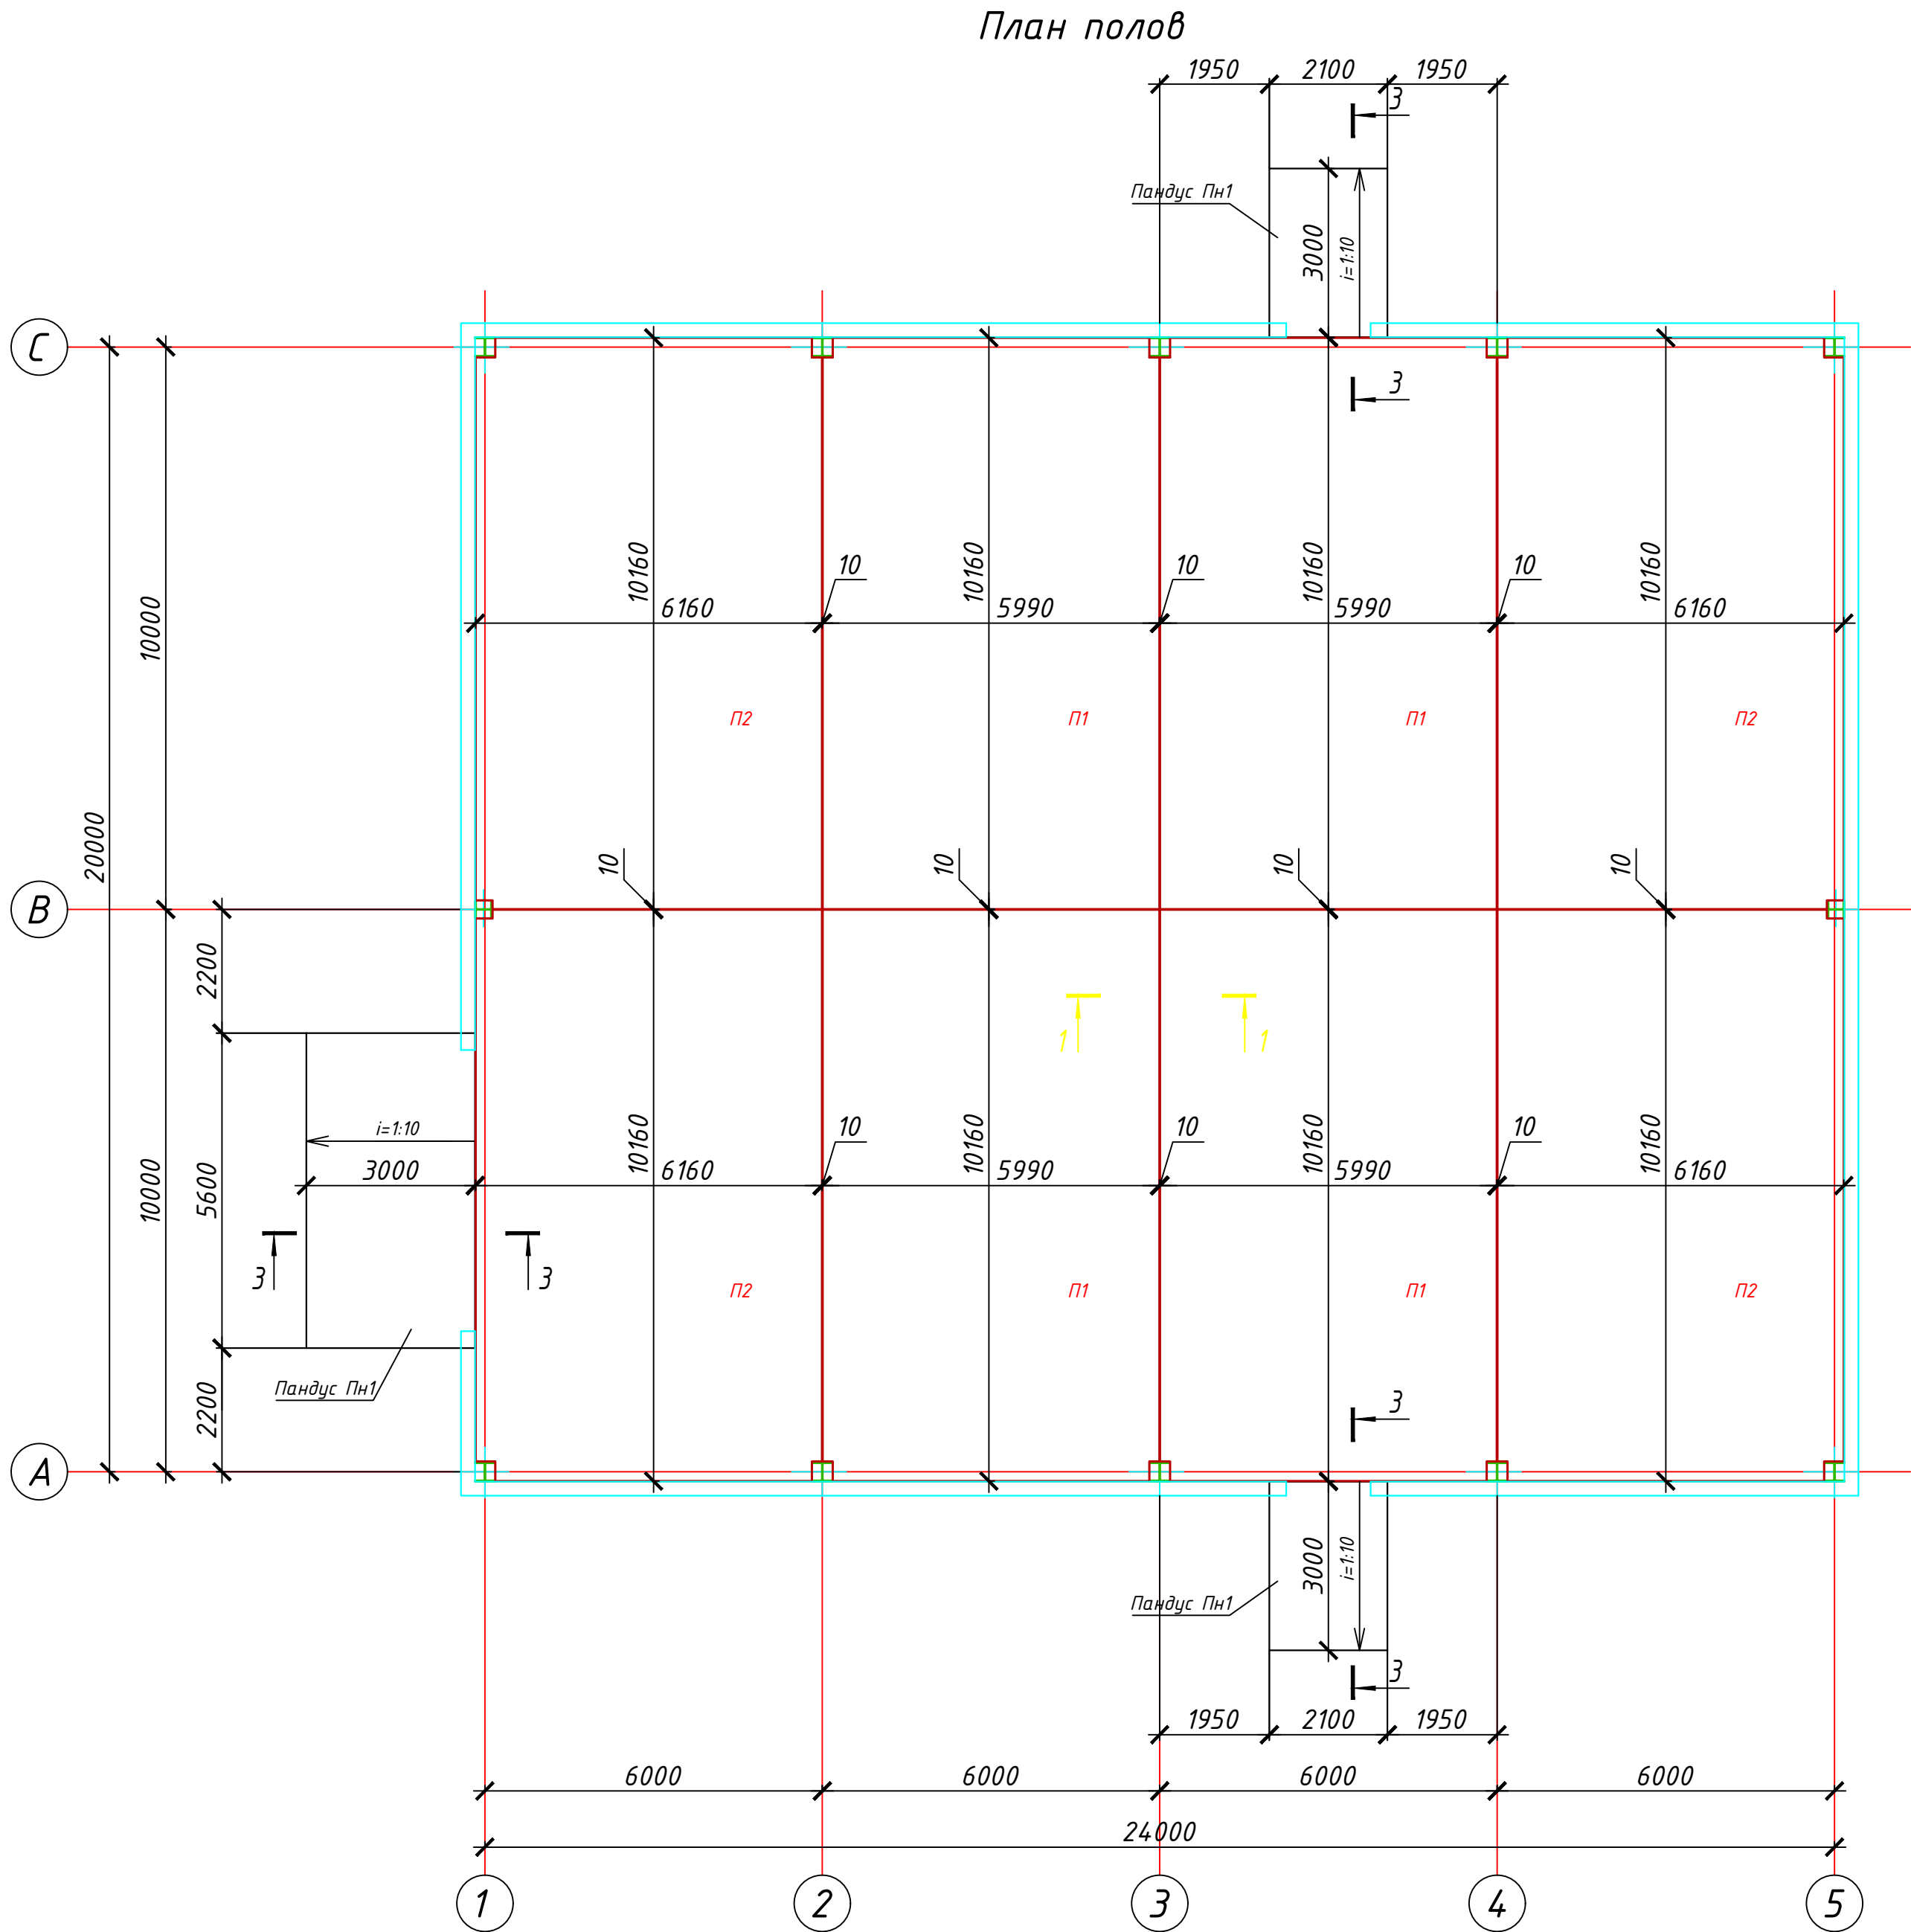 План полов
1950 2100 1950
3
Пандус Пн1
3000
i=1:10
С
3
10160 10160 10160 10160
10 10 10
6160 5990 5990 6160
10000
20000
П2 П1 П1 П2
10 10 10 10
В
2200
1 1
i=1:10
10160 10160 10160 10160
10 10 10
3000 6160 5990 5990 6160
10000
5600
3 3
П2 П1 П1 П2
Пандус Пн1
2200
3
А
3000
i=1:10
Пандус Пн1
3
1950 2100 1950
6000 6000 6000 6000
24000
1 2 3 4 5